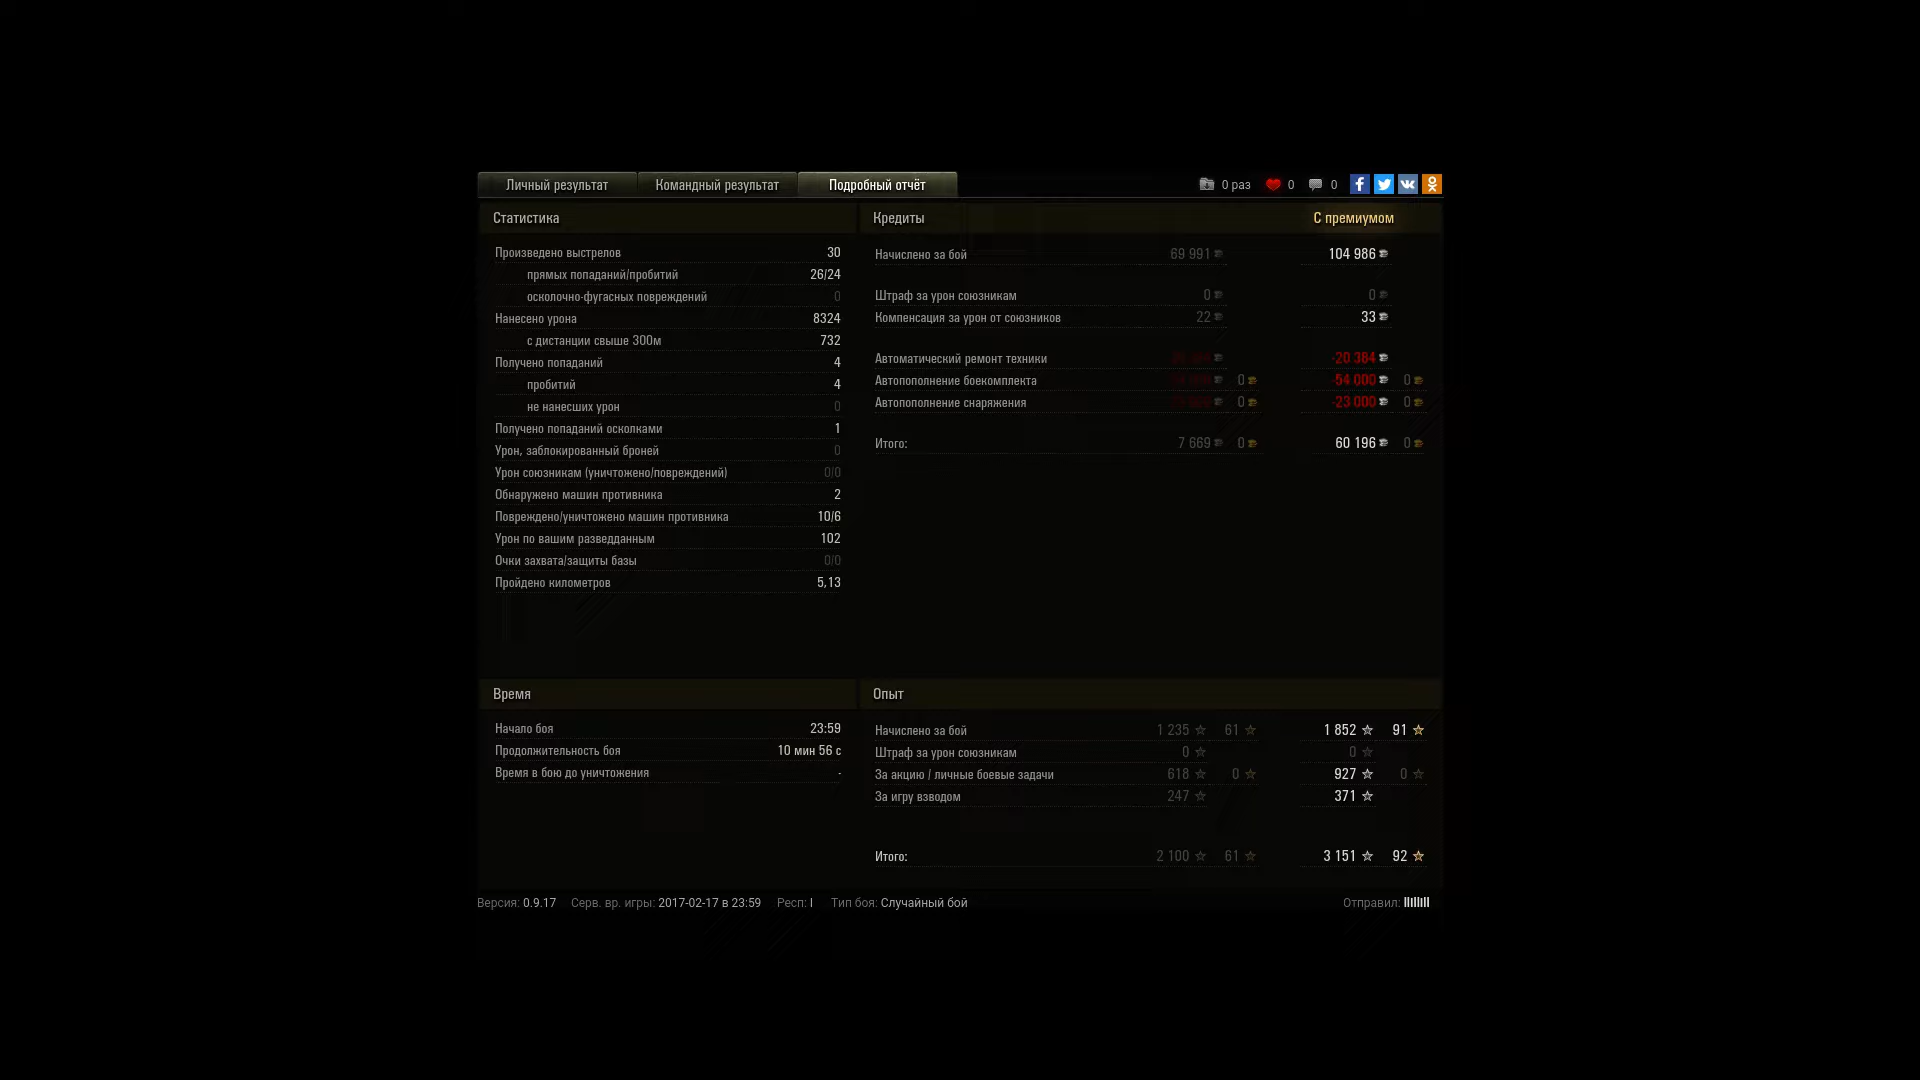 Личный результат Командный результат Подробный отчёт 0 раз 0 0
Статистика
Произведено выстрелов 30
прямых попаданий/пробитий 26/24
осколочно-фугасных повреждений 0
Нанесено урона 8324
с дистанции свыше 300м 732
Получено попаданий 4
пробитий 4
не нанесших урон 0
Получено попаданий осколками 1
Урон, заблокированный броней 0
Урон союзникам (уничтожено/повреждений) 0/0
Обнаружено машин противника 2
Повреждено/уничтожено машин противника 10/6
Урон по вашим разведданным 102
Очки захвата/защиты базы 0/0
Пройдено километров 5,13
Кредиты С премиумом
Начислено за бой 69 991 104 986
Штраф за урон союзникам 0 0
Компенсация за урон от союзников 22 33
Автоматический ремонт техники -20 384
Автопополнение боекомплекта 0 -54 000 0
Автопополнение снаряжения 0 -23 000 0
Итого: 7 669 0 60 196 0
Время
Начало боя 23:59
Продолжительность боя 10 мин 56 с
Время в бою до уничтожения -
Опыт
Начислено за бой 1 235 61 1 852 91
Штраф за урон союзникам 0 0
За акцию / личные боевые задачи 618 0 927 0
За игру взводом 247 371
Итого: 2 100 61 3 151 92
Версия: 0.9.17 Серв. вр. игры: 2017-02-17 в 23:59 Респ: I Тип боя: Случайный бой Отправил: